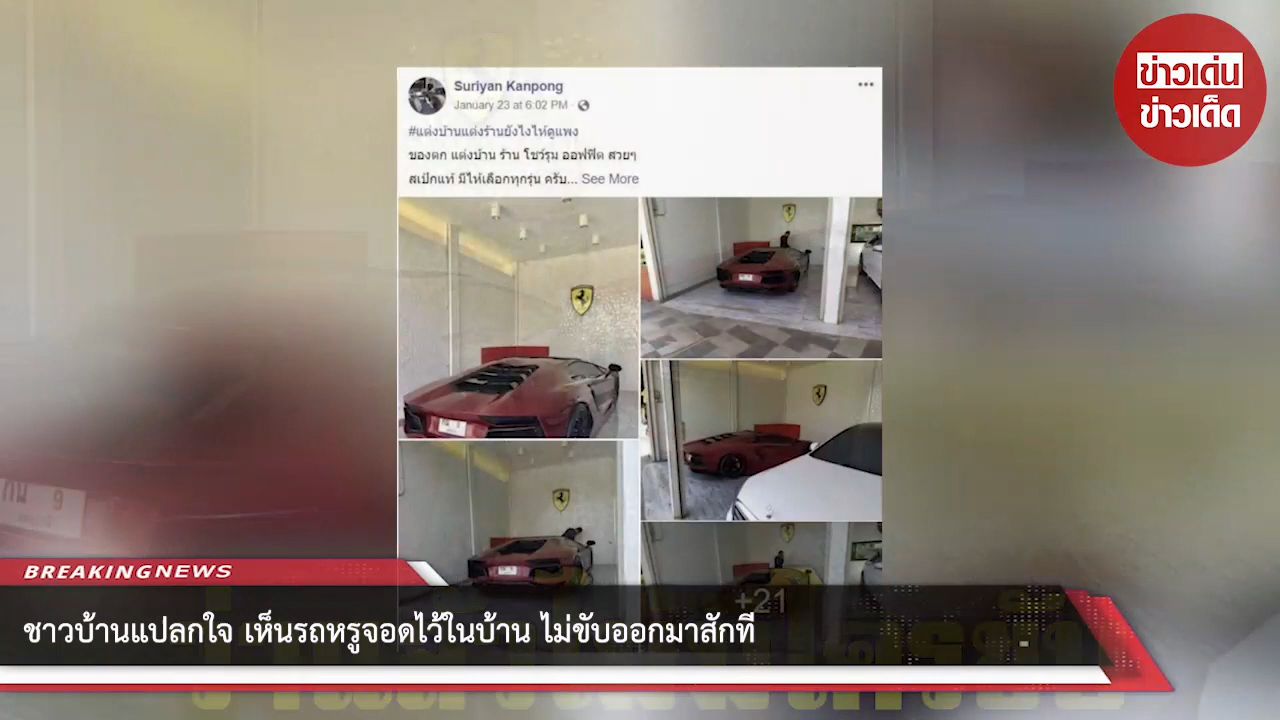 ข่าวเด่น
ข่าวเด็ด
Suriyan Kanpong
January 23 at 6:02 PM
#แต่งบ้านแต่งร้านยังไงให้ดูแพง
ของตก แต่งบ้าน ร้าน โชว์รูม ออฟฟิต สวยๆ
สเป๊กแท้ มีให้เลือกทุกรุ่น ครับ... See More
กน 9
+21
BREAKING NEWS
ชาวบ้านแปลกใจ เห็นรถหรูจอดไว้ในบ้าน ไม่ขับออกมาสักที